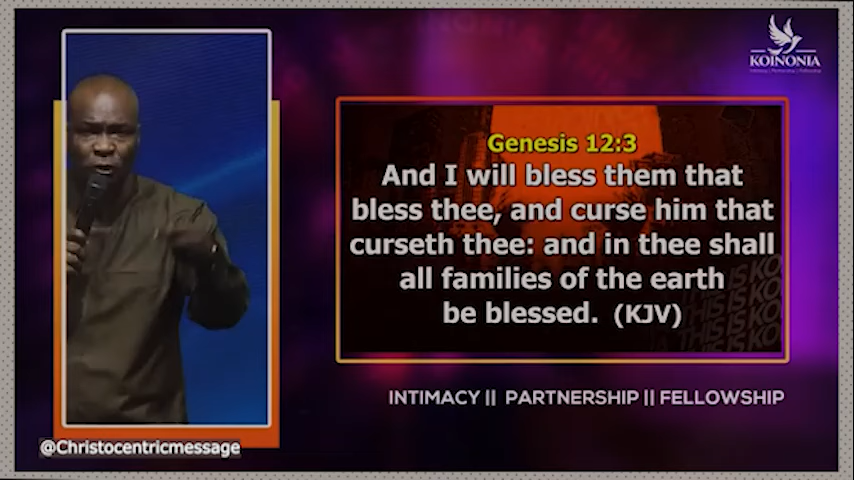 KOINONIA
Genesis 12:3
And I will bless them that
bless thee, and curse him that
curseth thee: and in thee shall
all families of the earth
be blessed. (KJV)
INTIMACY || PARTNERSHIP || FELLOWSHIP
@Christocentricmessage